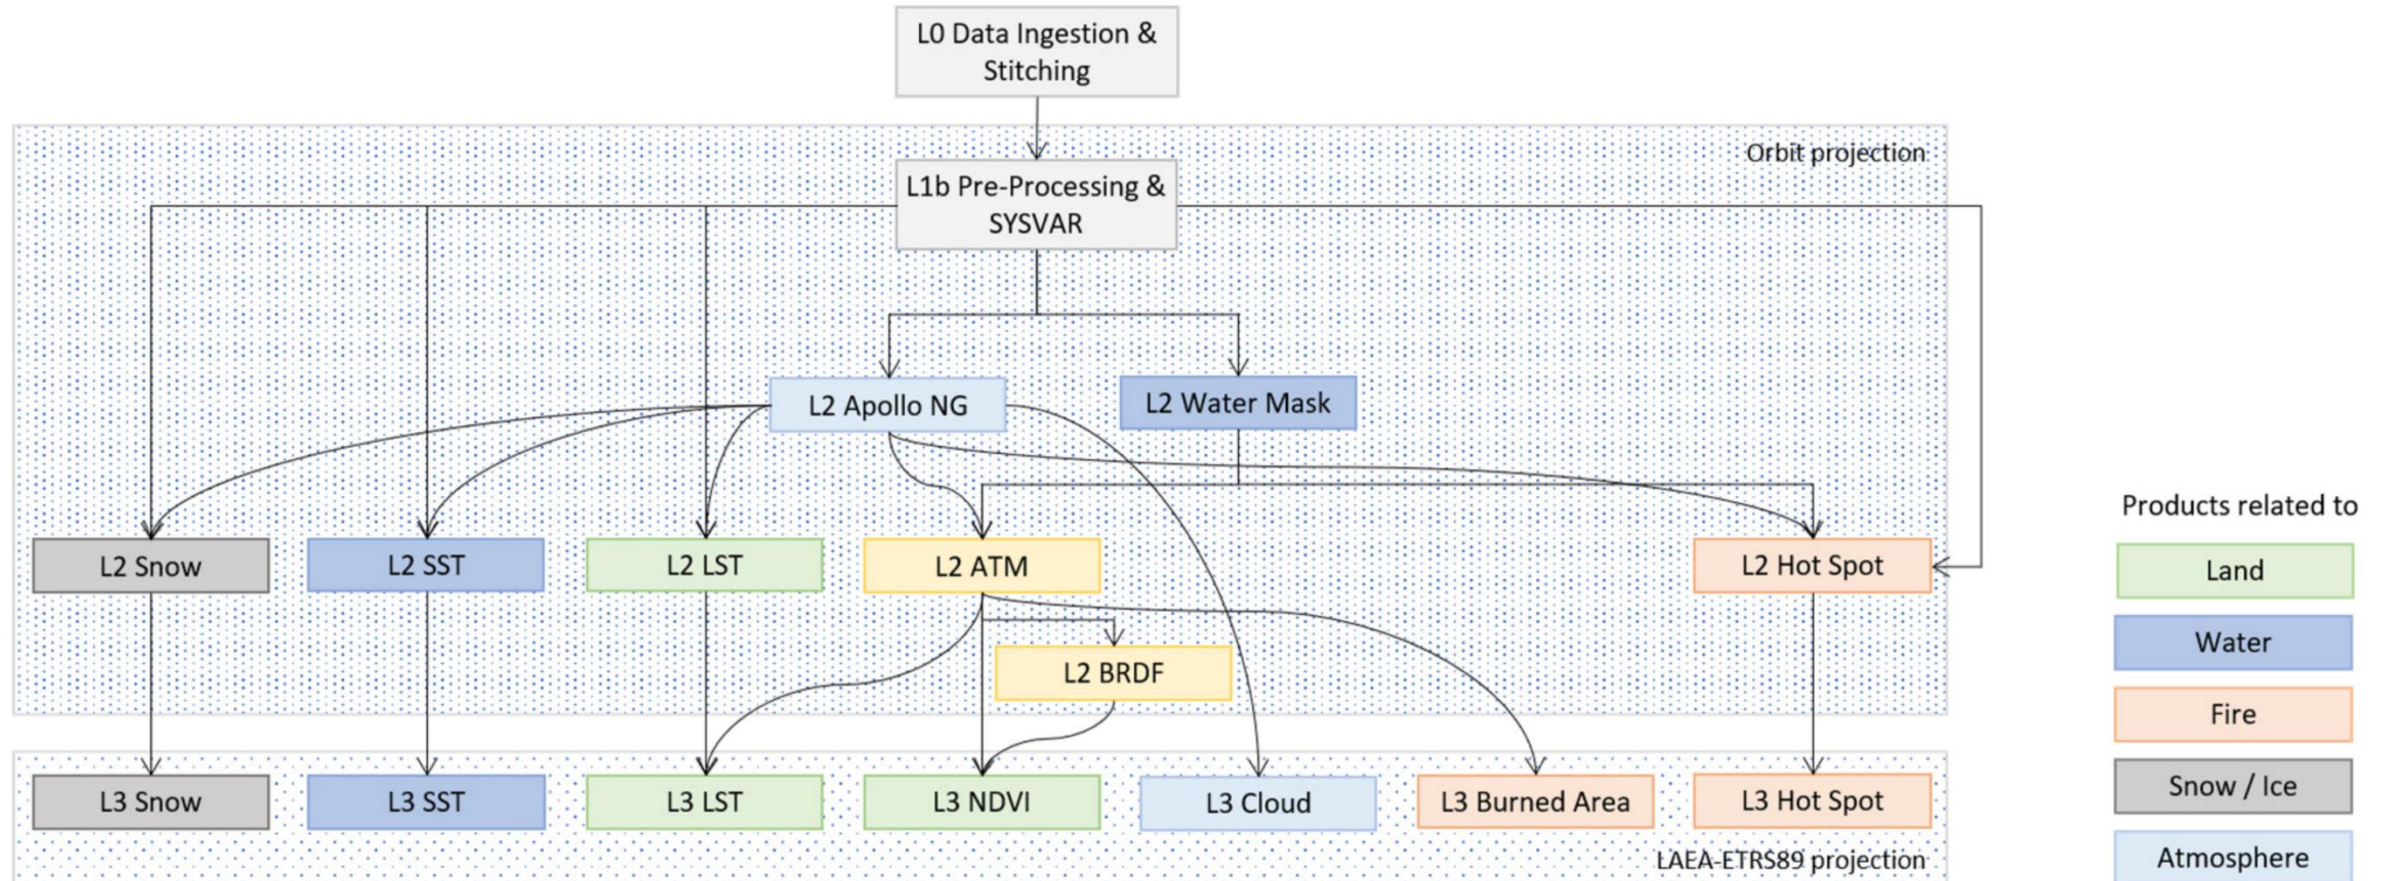 L0 Data Ingestion &
Stitching
Orbit projection
L1b Pre-Processing &
SYSVAR
L2 Apollo NG
L2 Water Mask
L2 Snow
L2 SST
L2 LST
L2 ATM
L2 Hot Spot
L2 BRDF
L3 Snow
L3 SST
L3 LST
L3 NDVI
L3 Cloud
L3 Burned Area
L3 Hot Spot
LAEA-ETRS89 projection
Products related to
Land
Water
Fire
Snow / Ice
Atmosphere